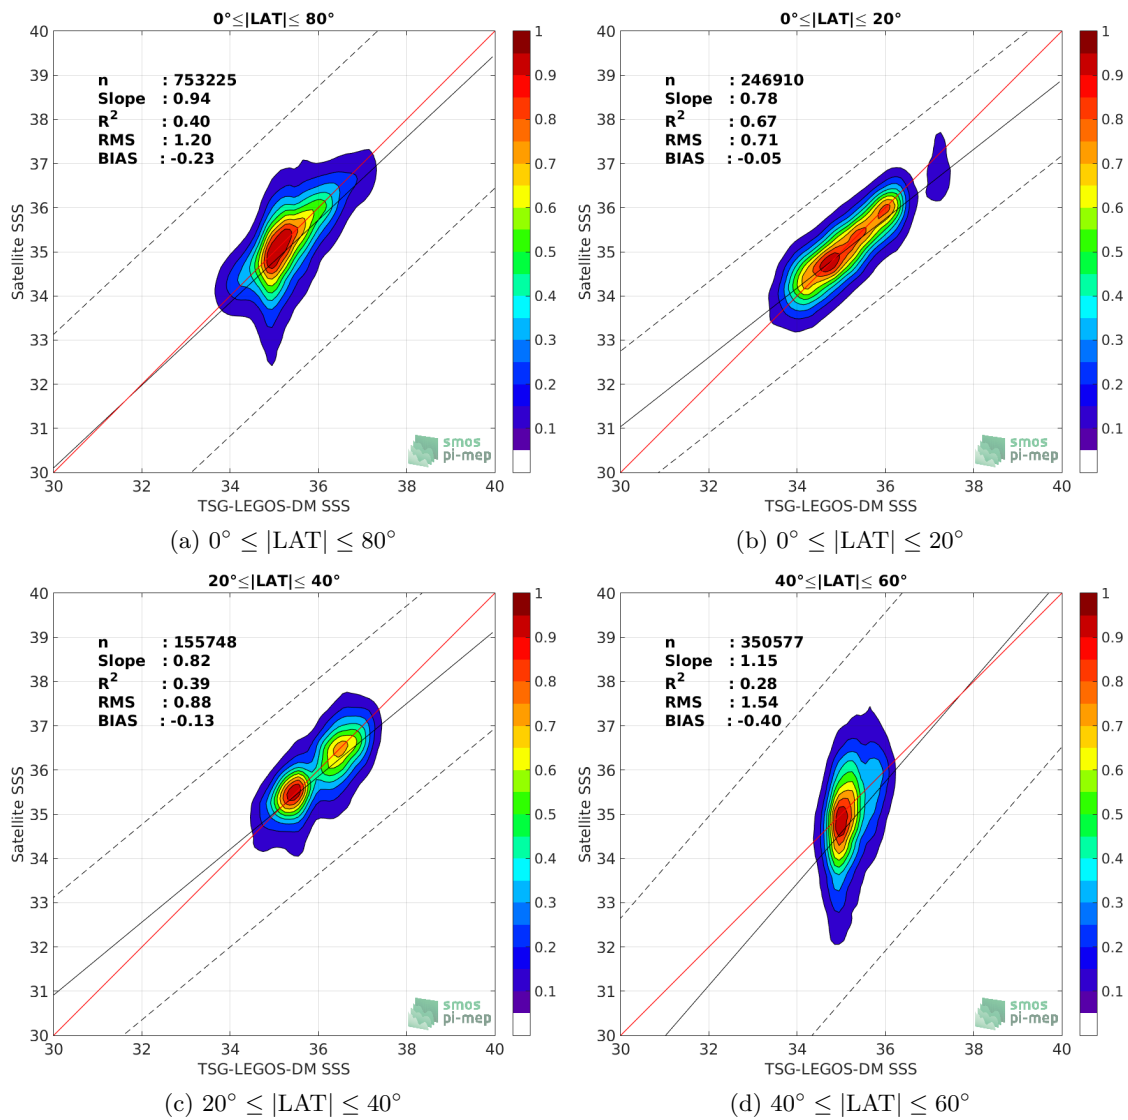 0°≤|LAT|≤ 80°
40
39
38
37
36
35
34
33
32
31
30
Satellite SSS
n : 753225
Slope : 0.94
R² : 0.40
RMS : 1.20
BIAS : -0.23
smos
pi-mep
30 32 34 36 38 40
TSG-LEGOS-DM SSS
1
0.9
0.8
0.7
0.6
0.5
0.4
0.3
0.2
0.1
(a) 0° ≤ |LAT| ≤ 80°
0°≤|LAT|≤ 20°
40
39
38
37
36
35
34
33
32
31
30
Satellite SSS
n : 246910
Slope : 0.78
R² : 0.67
RMS : 0.71
BIAS : -0.05
smos
pi-mep
30 32 34 36 38 40
TSG-LEGOS-DM SSS
1
0.9
0.8
0.7
0.6
0.5
0.4
0.3
0.2
0.1
(b) 0° ≤ |LAT| ≤ 20°
20°≤|LAT|≤ 40°
40
39
38
37
36
35
34
33
32
31
30
Satellite SSS
n : 155748
Slope : 0.82
R² : 0.39
RMS : 0.88
BIAS : -0.13
smos
pi-mep
30 32 34 36 38 40
TSG-LEGOS-DM SSS
1
0.9
0.8
0.7
0.6
0.5
0.4
0.3
0.2
0.1
(c) 20° ≤ |LAT| ≤ 40°
40°≤|LAT|≤ 60°
40
39
38
37
36
35
34
33
32
31
30
Satellite SSS
n : 350577
Slope : 1.15
R² : 0.28
RMS : 1.54
BIAS : -0.40
smos
pi-mep
30 32 34 36 38 40
TSG-LEGOS-DM SSS
1
0.9
0.8
0.7
0.6
0.5
0.4
0.3
0.2
0.1
(d) 40° ≤ |LAT| ≤ 60°